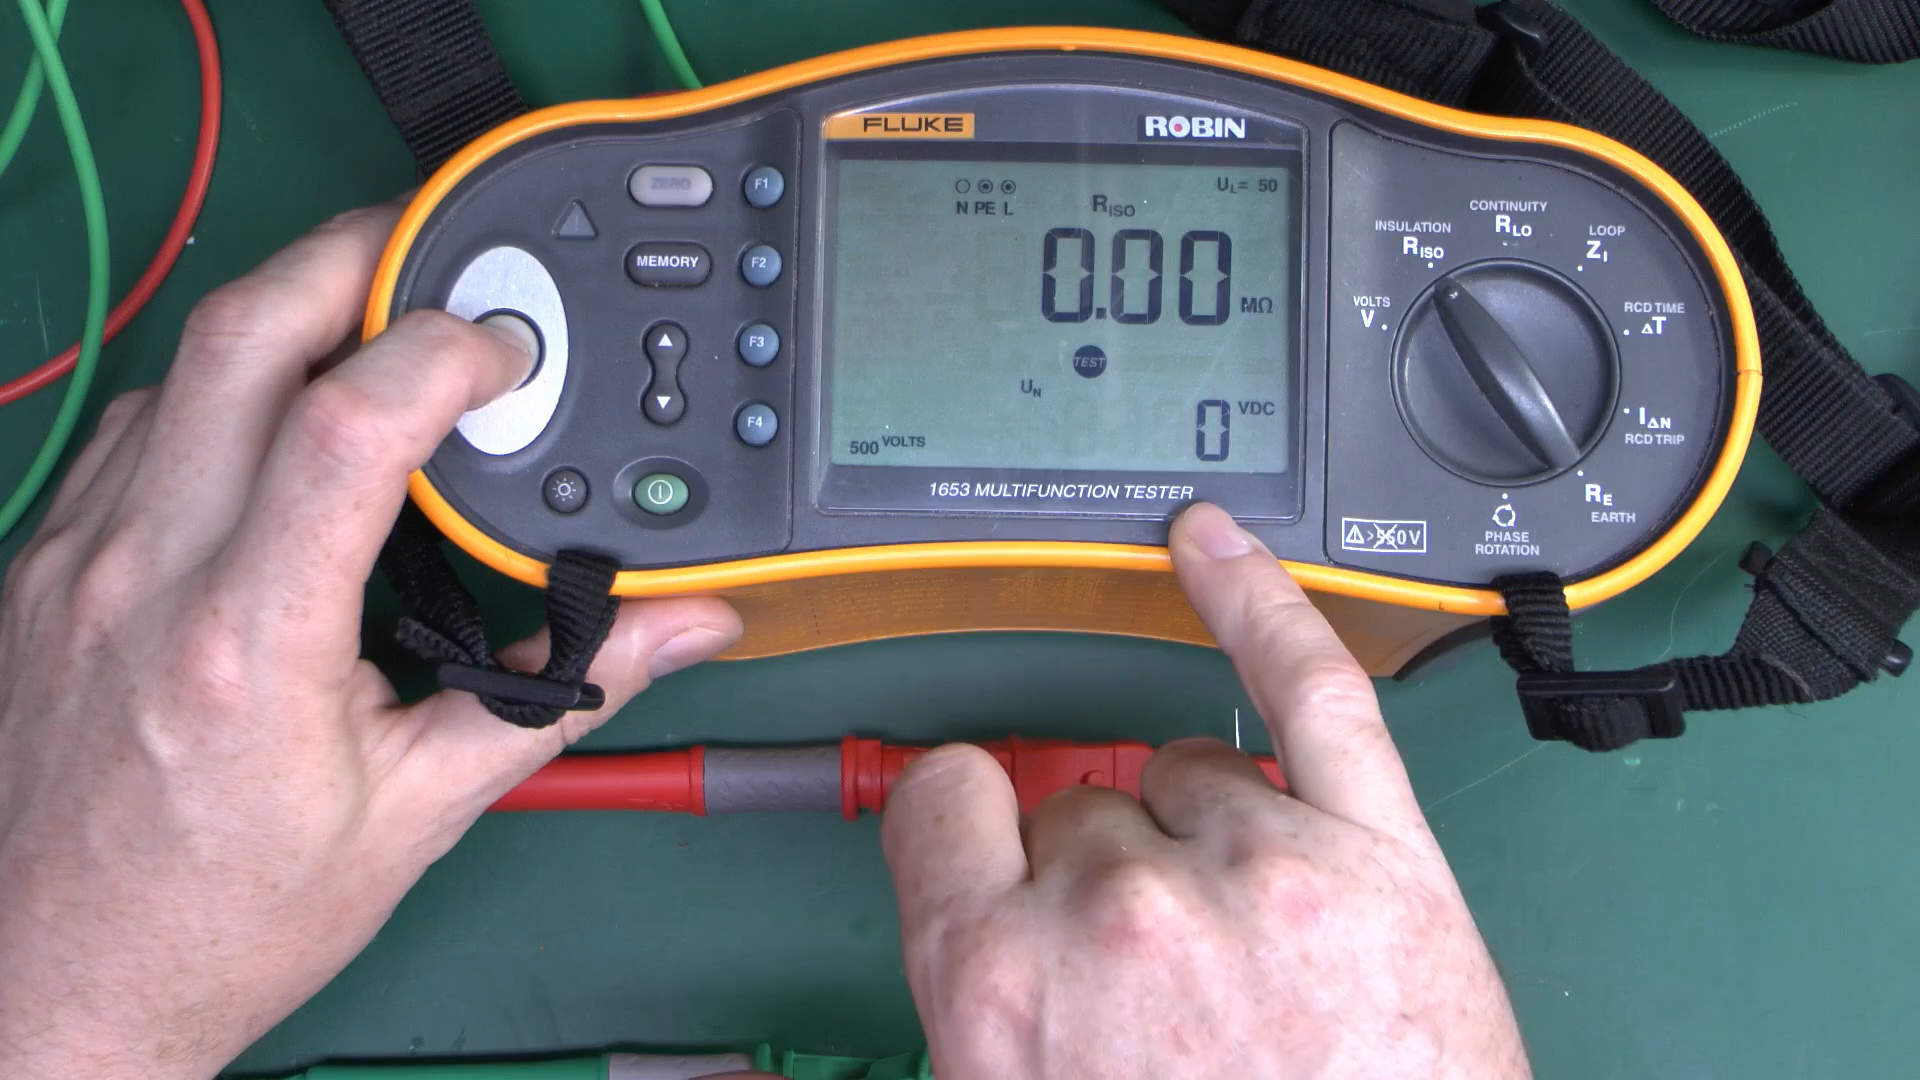 FLUKE
ROBIN
ZERO
F1
MEMORY
F2
F3
F4
N PE L
RISO
UL= 50
0.00 MΩ
TEST
UN
500 VOLTS
0 VDC
1653 MULTIFUNCTION TESTER
VOLTS
V
INSULATION
RISO
CONTINUITY
RLO
LOOP
ZI
RCD TIME
ΔT
IΔN
RCD TRIP
RE
EARTH
PHASE
ROTATION
>550V